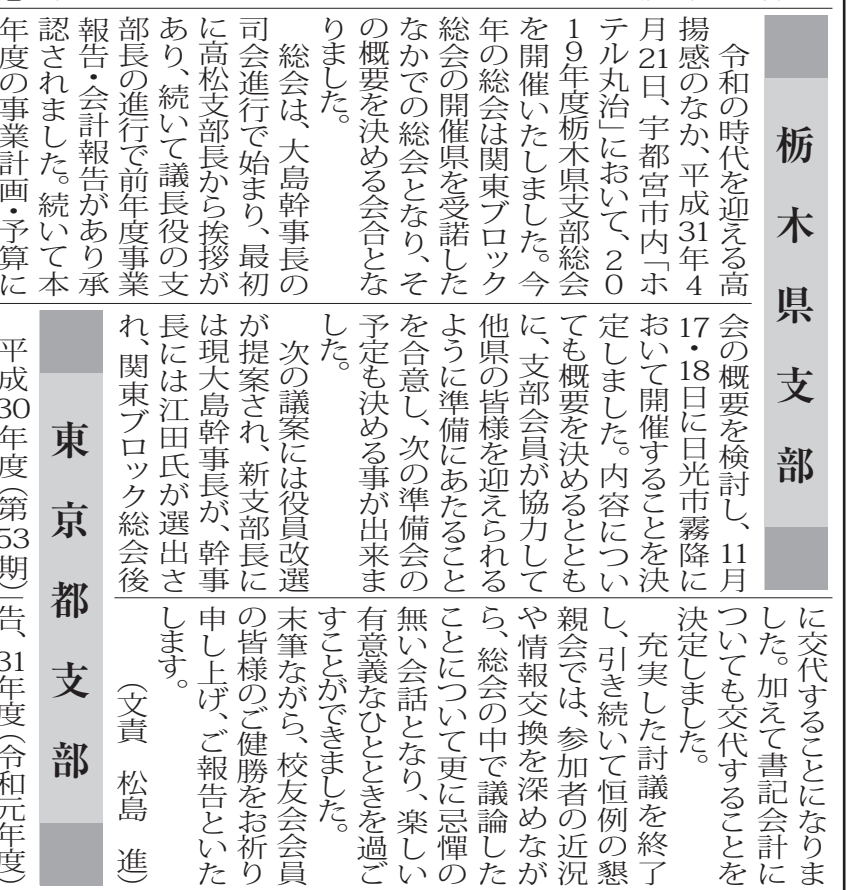 栃木県支部
令和の時代を迎える高
揚感のなか、平成31年4
月21日、宇都宮市内「ホ
テル丸治」において、20
19年度栃木県支部総会
を開催いたしました。今
年の総会は関東ブロック
総会の開催県を受諾した
なかでの総会となり、そ
の概要を決める会合とな
りました。
総会は、大島幹事長の
司会進行で始まり、最初
に高松支部長から挨拶が
あり、続いて議長役の支
部長の進行で前年度事業
報告・会計報告があり承
認されました。続いて本
年度の事業計画・予算に
会の概要を検討し、11月
17・18日に日光市霧降に
おいて開催することを決
定しました。内容につい
ても概要を決めるととも
に、支部会員が協力して
他県の皆様を迎えられる
ように準備にあたること
を合意し、次の準備会の
予定も決める事が出来ま
した。
次の議案には役員改選
が提案され、新支部長に
は現大島幹事長が、幹事
長には江田氏が選出さ
れ、関東ブロック総会後
に交代することになりま
した。加えて書記会計に
ついても交代することを
決定しました。
充実した討議を終了
し、引き続いて恒例の懇
親会では、参加者の近況
や情報交換を深めなが
ら、総会の中で議論した
ことについて更に忌憚の
無い会話となり、楽しい
有意義なひとときを過ご
すことができました。
末筆ながら、校友会会員
の皆様のご健勝をお祈り
申し上げ、ご報告といた
します。
（文責　松島　進）
東京都支部
平成30年度（第53期）
告、31年度（令和元年度）